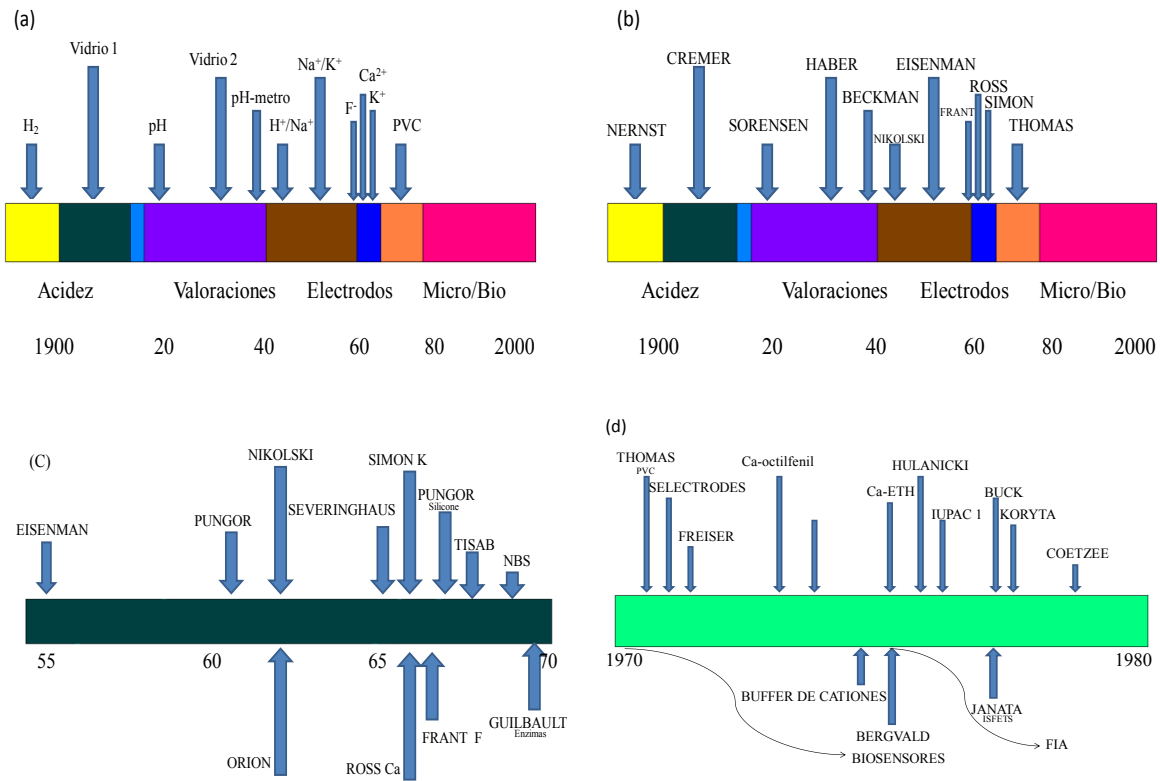 (a)
Vidrio 1
Vidrio 2
Na⁺/K⁺
Ca²⁺
pH-metro
F⁻
K⁺
H₂
pH
H⁺/Na⁺
PVC
Acidez Valoraciones Electrodos Micro/Bio
1900 20 40 60 80 2000
(b)
CREMER
HABER
EISENMAN
ROSS
BECKMAN
FRANT
SIMON
NERNST
SORENSEN
NIKOLSKI
THOMAS
Acidez Valoraciones Electrodos Micro/Bio
1900 20 40 60 80 2000
(C)
NIKOLSKI
SIMON K
SEVERINGHAUS
PUNGOR
Silicone
EISENMAN
PUNGOR
TISAB
NBS
55 60 65 70
ORION
ROSS Ca
FRANT F
GUILBAULT
Enzimas
(d)
THOMAS
PVC
Ca-octilfenil
HULANICKI
SELECTRODES
Ca-ETH
BUCK
FREISER
IUPAC 1
KORYTA
COETZEE
1970 1980
BUFFER DE CATIONES
JANATA
ISFETS
BERGVALD
FIA
BIOSENSORES